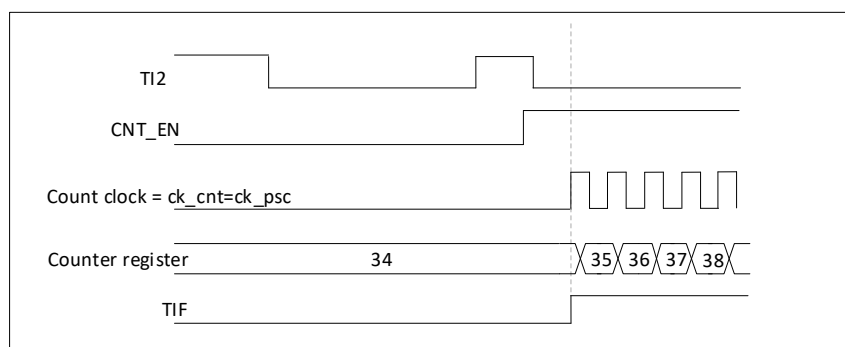 TI2
CNT_EN
Count clock = ck_cnt=ck_psc
Counter register 34 35 36 37 38
TIF